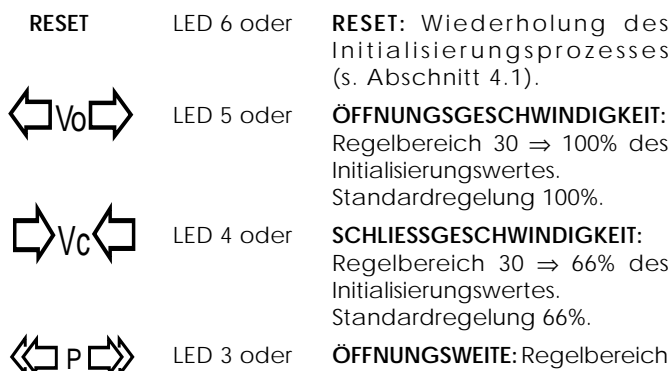 RESET LED 6 oder RESET: Wiederholung des
Initialisierungsprozesses
(s. Abschnitt 4.1).
Vo LED 5 oder ÖFFNUNGSGESCHWINDIGKEIT:
Regelbereich 30 ⇒ 100% des
Initialisierungswertes.
Standardregelung 100%.
Vc LED 4 oder SCHLIESSGESCHWINDIGKEIT:
Regelbereich 30 ⇒ 66% des
Initialisierungswertes.
Standardregelung 66%.
P LED 3 oder ÖFFNUNGSWEITE: Regelbereich